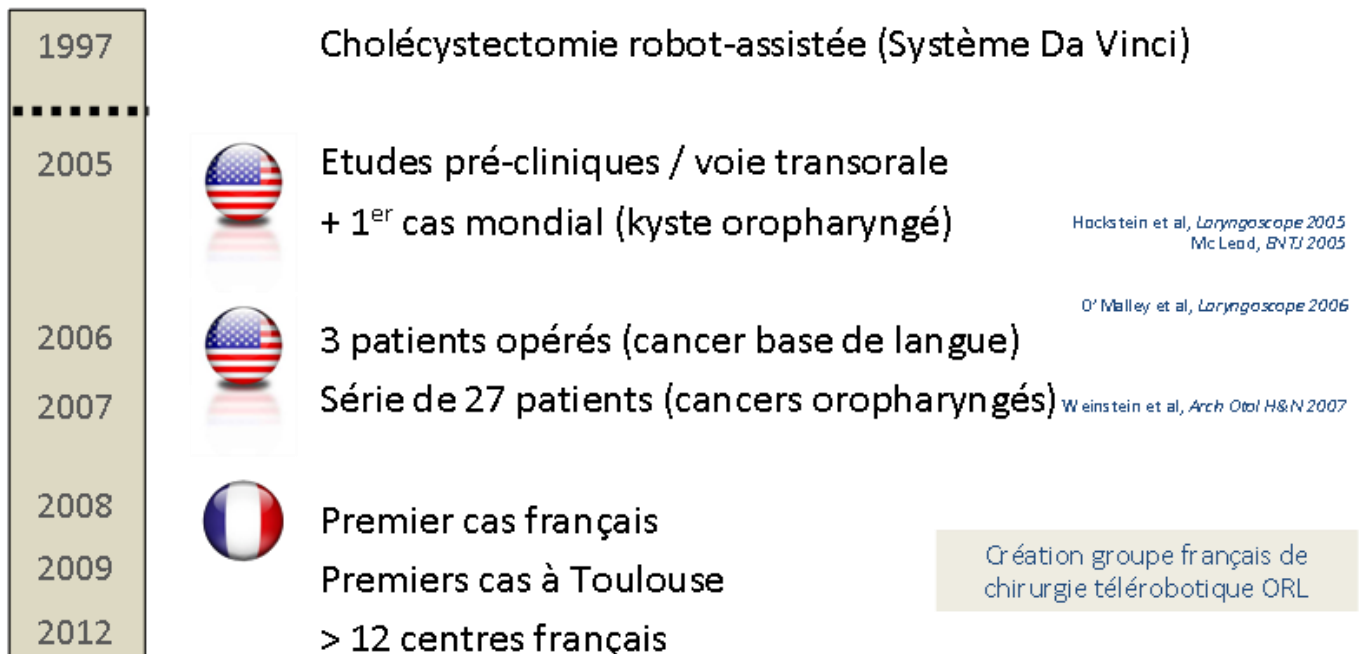 1997 Cholécystectomie robot-assistée (Système Da Vinci)
2005 Etudes pré-cliniques / voie transorale
+ 1er cas mondial (kyste oropharyngé)
Hockstein et al, Laryngoscope 2005
Mc Leod, ENTJ 2005
O' Malley et al, Laryngoscope 2006
2006 3 patients opérés (cancer base de langue)
2007 Série de 27 patients (cancers oropharyngés) Weinstein et al, Arch Otol H&N 2007
2008 Premier cas français
2009 Premiers cas à Toulouse
Création groupe français de
chirurgie télérobotique ORL
2012 > 12 centres français